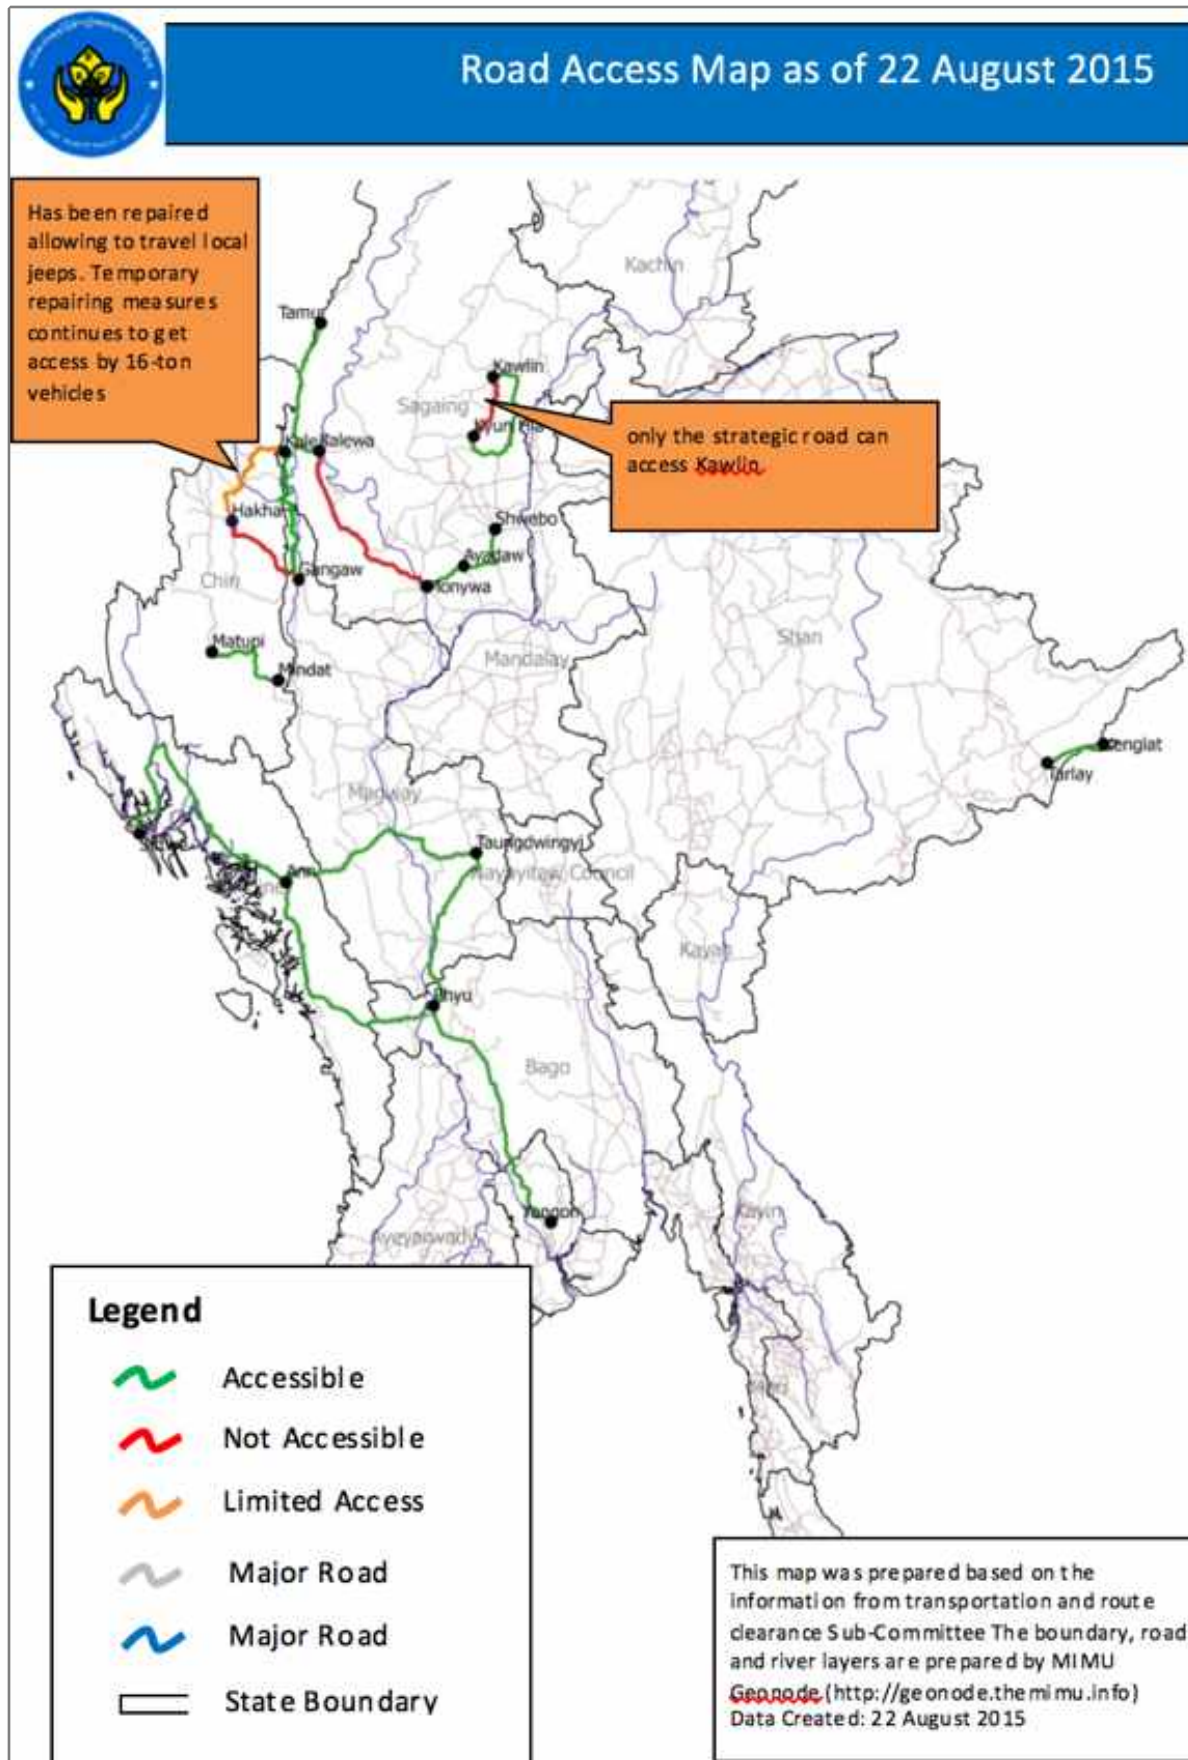 Road Access Map as of 22 August 2015
Has been repaired
allowing to travel local
jeeps. Temporary
repairing measures
continues to get
access by 16-ton
vehicles
Kachin
Tamu
Kawlin
Sagaing
only the strategic road can
access Kawlin
Kale
Kalewa
Hakha
Shwebo
Ayadaw
Gangaw
Chin
Monywa
Shan
Matupi
Mandalay
Mindat
Kenglat
Tarlay
Magway
Taungdwingyi
Ann
Nayayitaw Council
Kayah
Phyu
Bago
Yangon
Kayin
Ayeyarwady
Legend
Accessible
Not Accessible
Limited Access
Major Road
Major Road
State Boundary
This map was prepared based on the
information from transportation and route
clearance Sub-Committee The boundary, road
and river layers are prepared by MIMU
Geonode (http://geonode.themimu.info)
Data Created: 22 August 2015